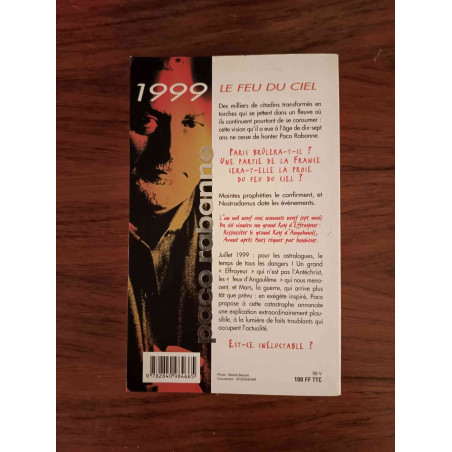 1999 LE FEU DU CIEL
Des milliers de citadins transformés en
torches qui se jettent dans un fleuve où ils
continuent pourtant de se consumer :
cette vision qu'il a eue à l'âge de dix-sept
ans ne cesse de hanter Paco Rabanne.
PARIS BRÛLERA-T-IL ?
UNE PARTIE DE LA FRANCE
SERA-T-ELLE LA PROIE
DU FEU DU CIEL ?
Maintes prophéties le confirment, et
Nostradamus date les événements.
L'an mil neuf cens nonante neuf sept mois
Du ciel viendra un grand Roy d'Effrayeur
Ressusciter le grand Roy d'Angolmois,
Avant après Mars régner par bonheur.
Juillet 1999 : pour les astrologues, le
temps de tous les dangers ! Un grand
« Effrayeur » qui n'est pas l'Antéchrist,
les « feux d'Angoulême » qui nous mena-
cent, et Mars, la guerre, qui arrive plus
tôt que prévu : en exégète inspiré, Paco
propose à cette catastrophe annoncée
une explication extraordinairement plau-
sible, à la lumière de faits troublants qui
occupent l'actualité.
EST-CE INÉLUCTABLE ?
paco rabanne
9 782840 984665
99-V
100 FF TTC